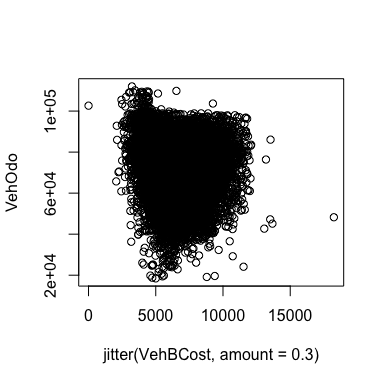 1e+05
6e+04
2e+04
VehOdo
0 5000 10000 15000
jitter(VehBCost, amount = 0.3)